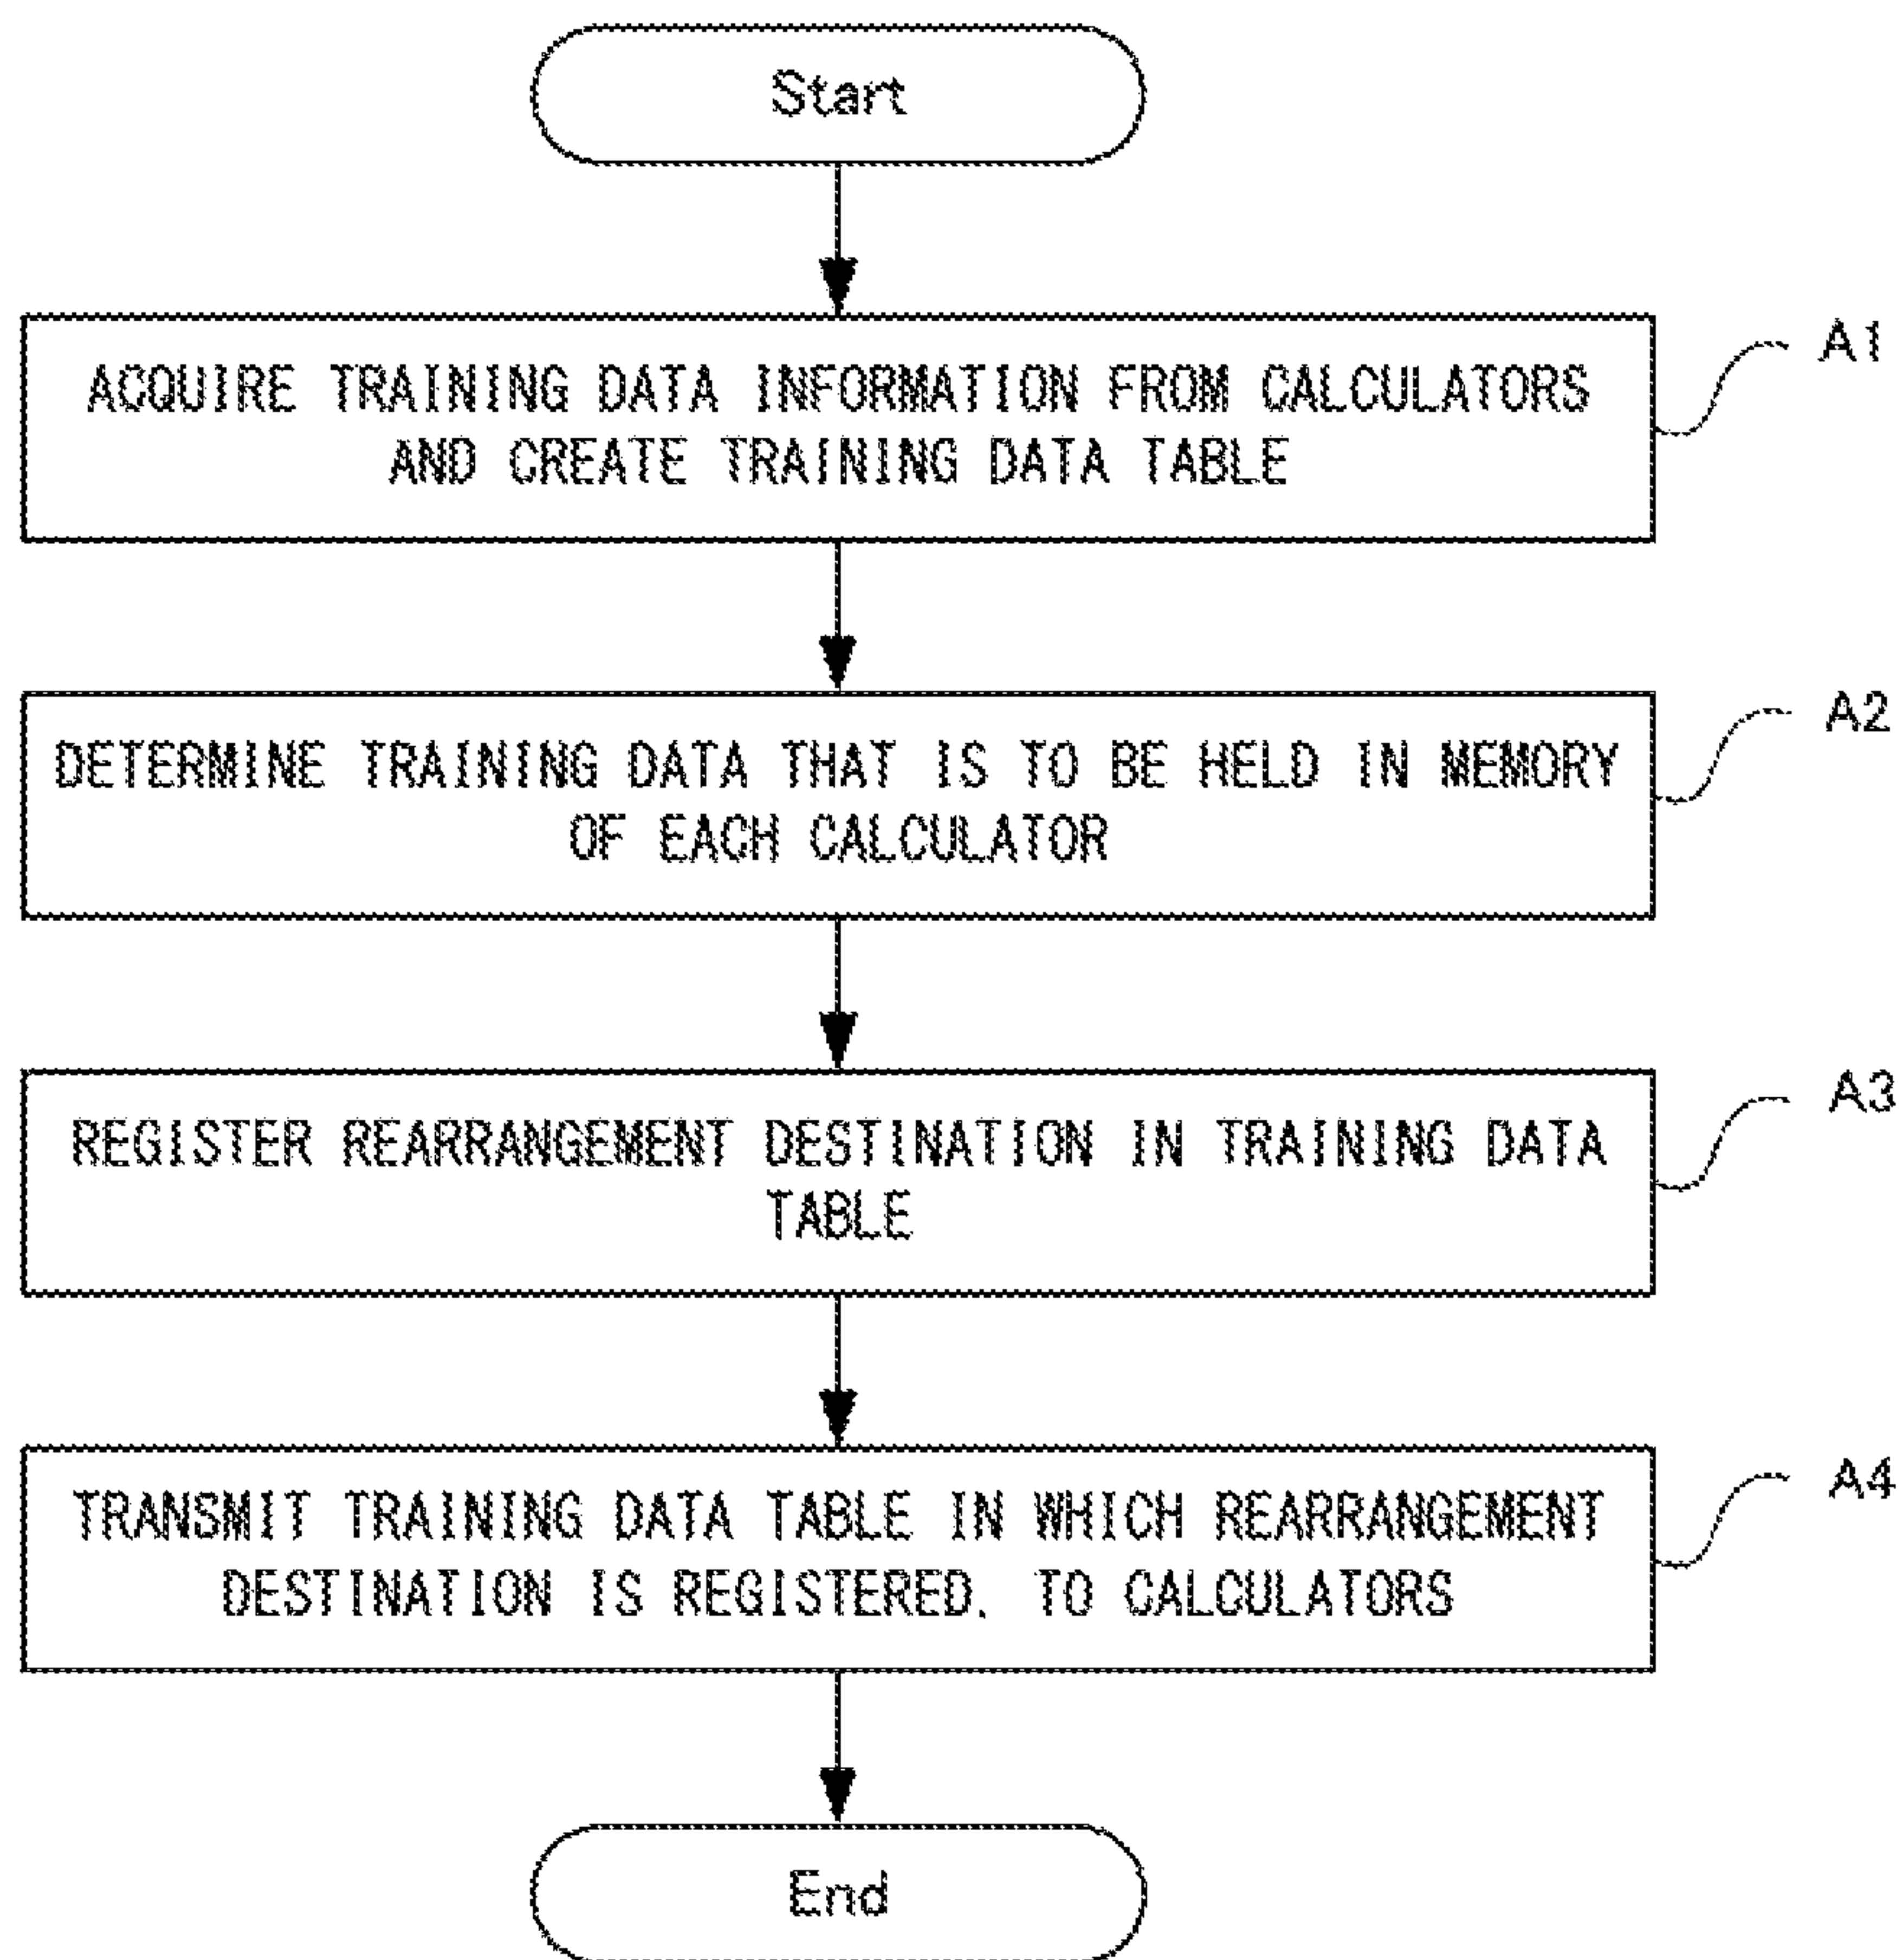 Start
ACQUIRE TRAINING DATA INFORMATION FROM CALCULATORS
AND CREATE TRAINING DATA TABLE
A1
DETERMINE TRAINING DATA THAT IS TO BE HELD IN MEMORY
OF EACH CALCULATOR
A2
REGISTER REARRANGEMENT DESTINATION IN TRAINING DATA
TABLE
A3
TRANSMIT TRAINING DATA TABLE IN WHICH REARRANGEMENT
DESTINATION IS REGISTERED, TO CALCULATORS
A4
End